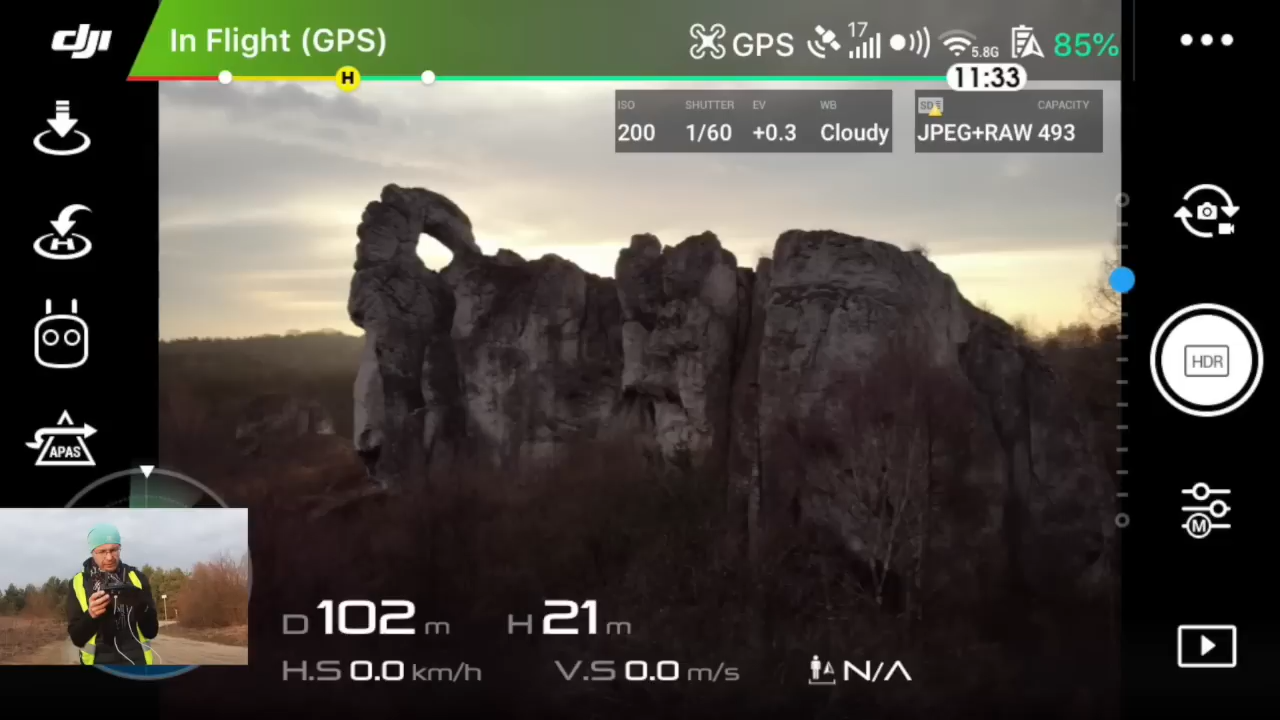 dji
In Flight (GPS)
GPS 17 5.8G 85%
H 11:33
ISO SHUTTER EV WB
200 1/60 +0.3 Cloudy
CAPACITY
JPEG+RAW 493
H
HDR
APAS
M
D 102 m H 21 m
H.S 0.0 km/h V.S 0.0 m/s N/A